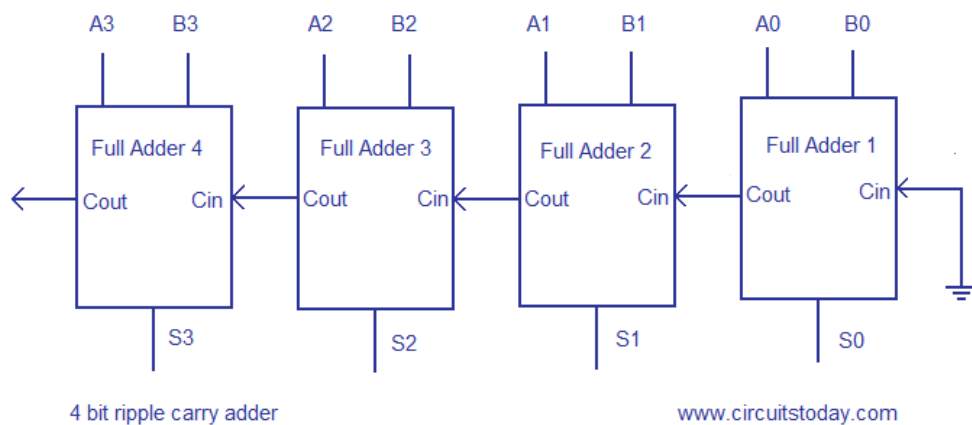 A3 B3 A2 B2 A1 B1 A0 B0
Full Adder 4 Full Adder 3 Full Adder 2 Full Adder 1
Cout Cin Cout Cin Cout Cin Cout Cin
S3 S2 S1 S0
4 bit ripple carry adder www.circuitstoday.com